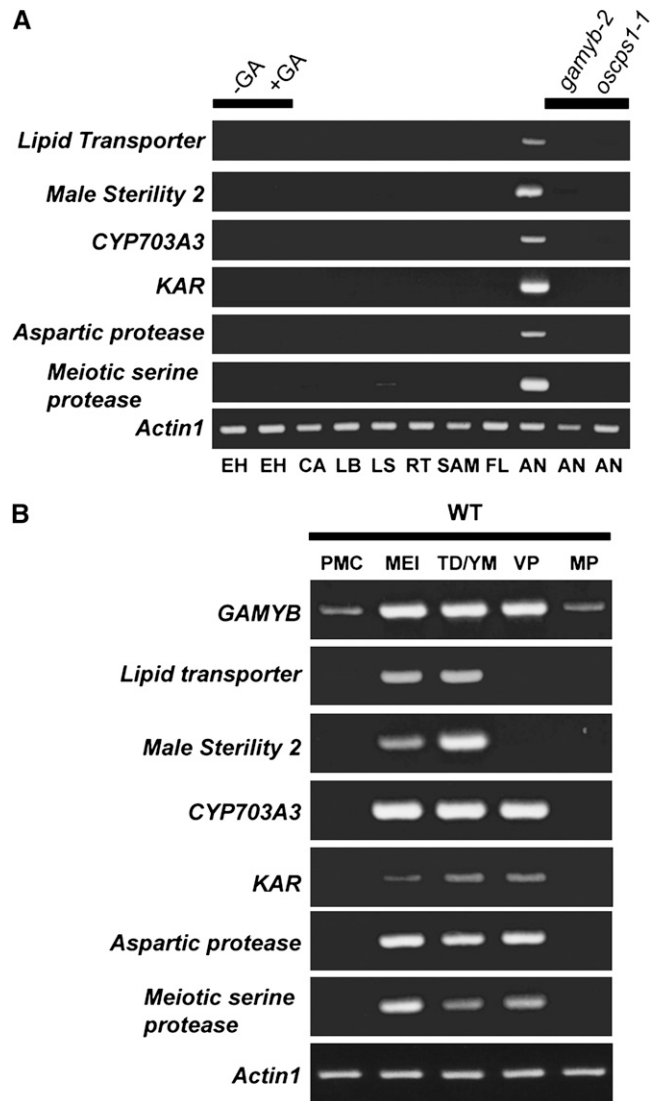 A
-GA +GA gamyb-2 oscps1-1
Lipid Transporter
Male Sterility 2
CYP703A3
KAR
Aspartic protease
Meiotic serine
protease
Actin1
EH EH CA LB LS RT SAM FL AN AN AN
B
WT
PMC MEI TD/YM VP MP
GAMYB
Lipid transporter
Male Sterility 2
CYP703A3
KAR
Aspartic protease
Meiotic serine
protease
Actin1